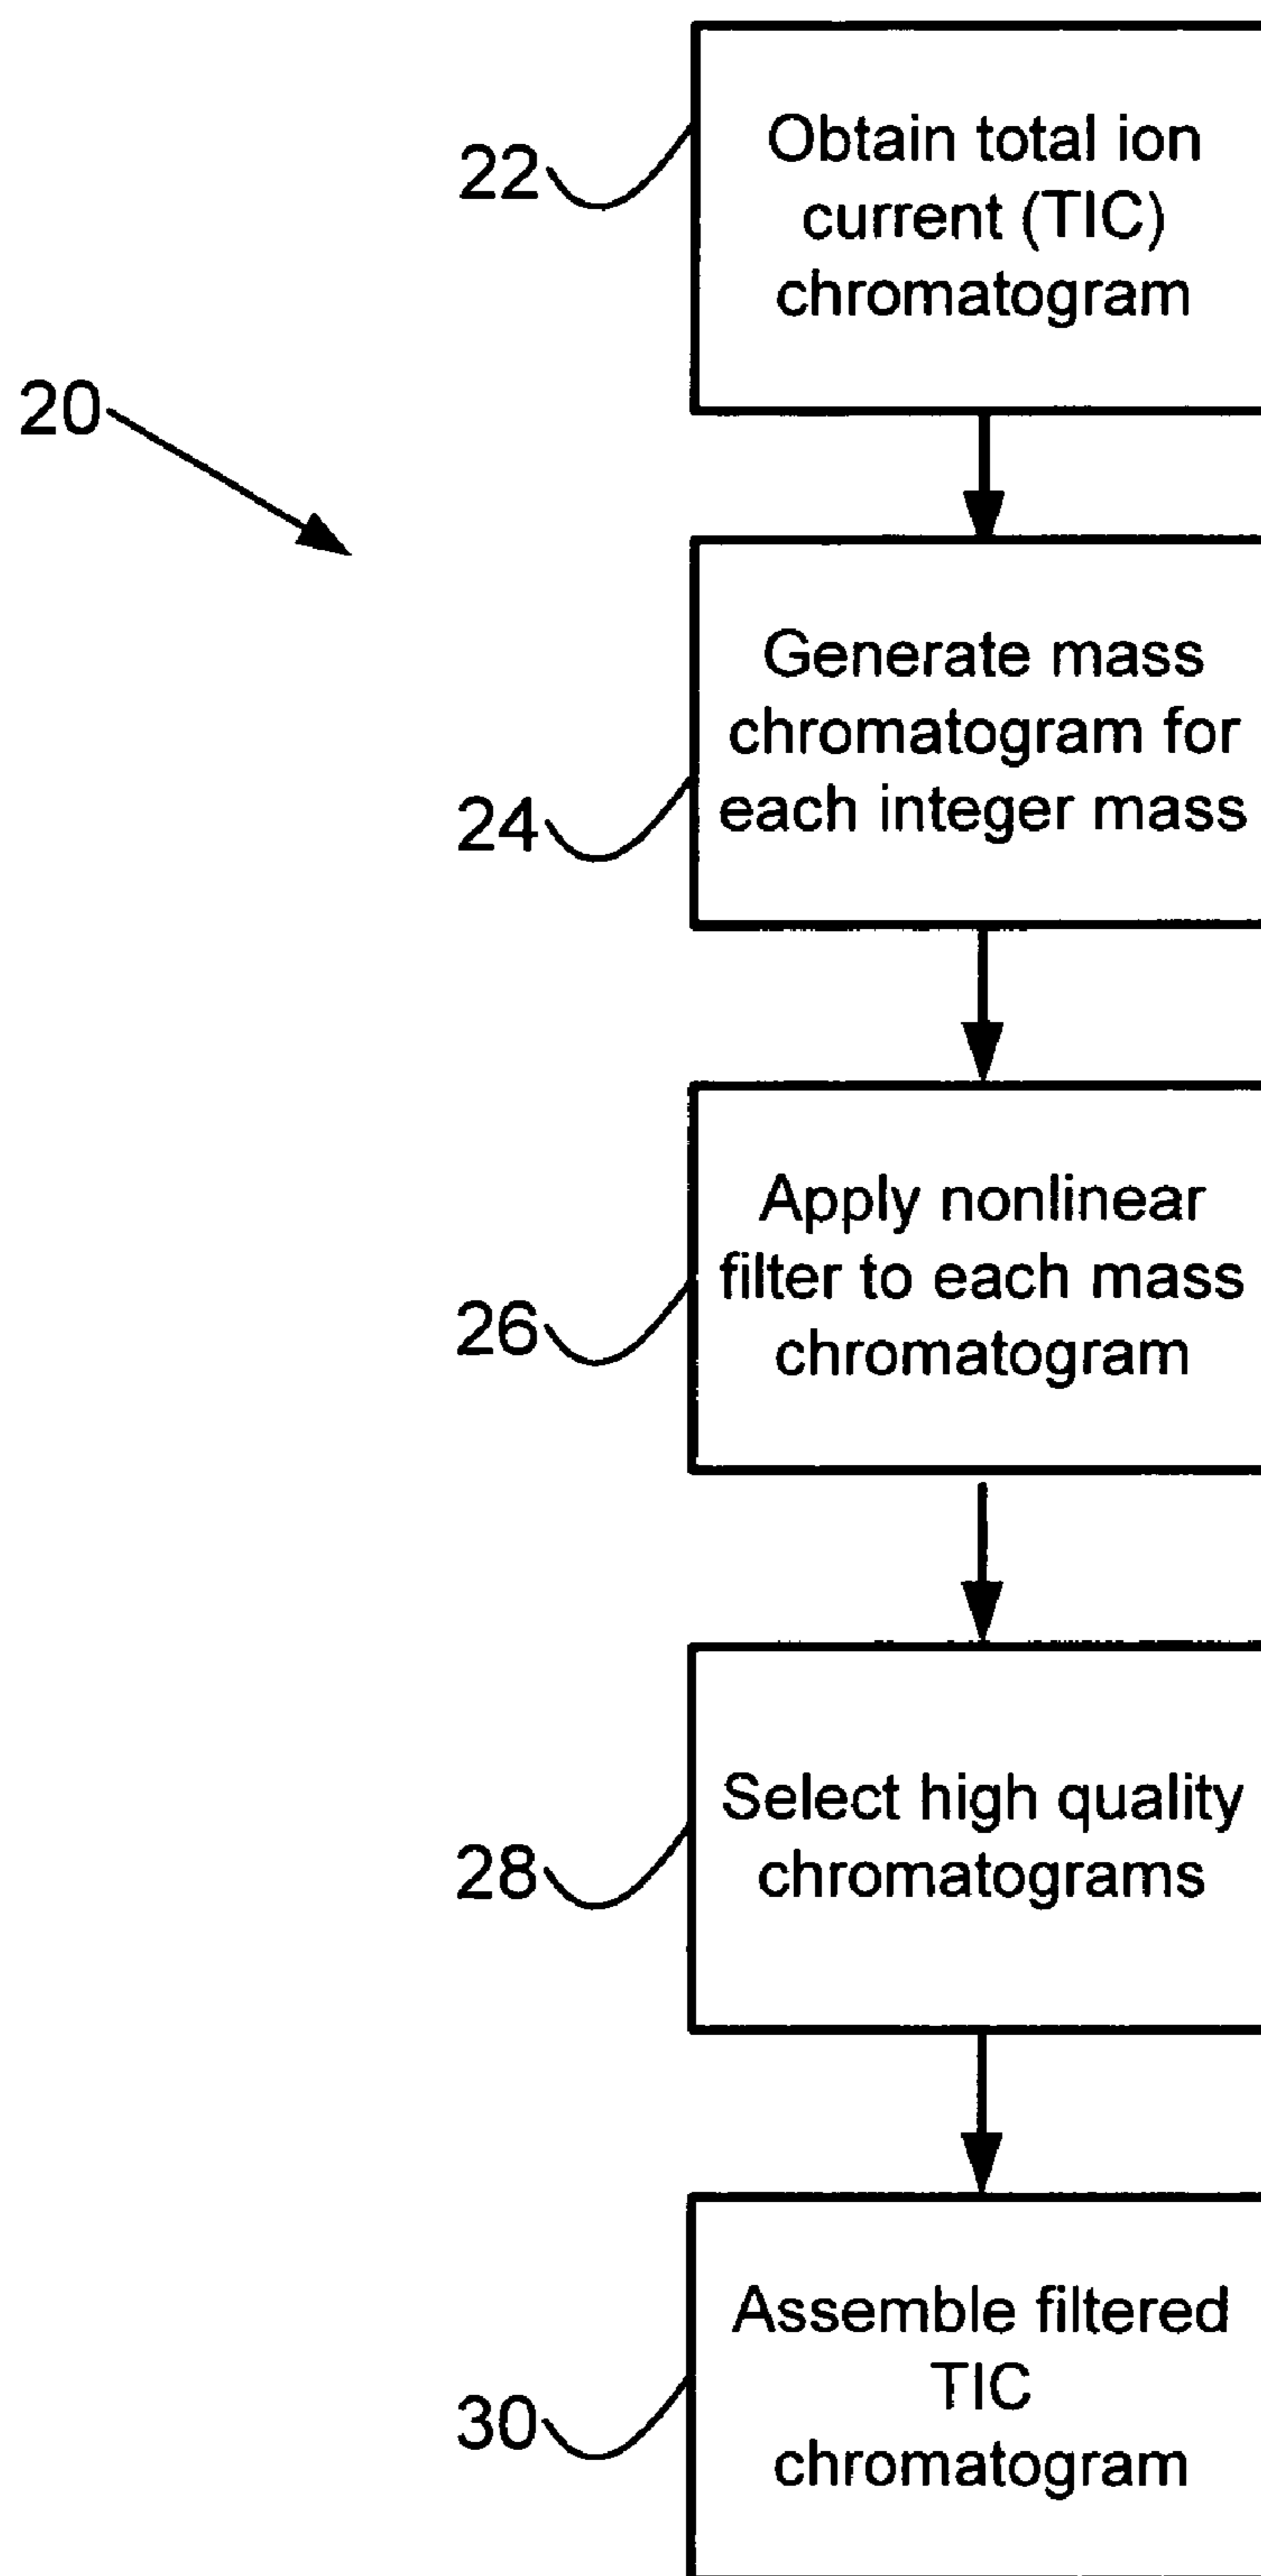 22
Obtain total ion
current (TIC)
chromatogram
20
Generate mass
chromatogram for
each integer mass
24
Apply nonlinear
filter to each mass
chromatogram
26
Select high quality
chromatograms
28
Assemble filtered
TIC
chromatogram
30